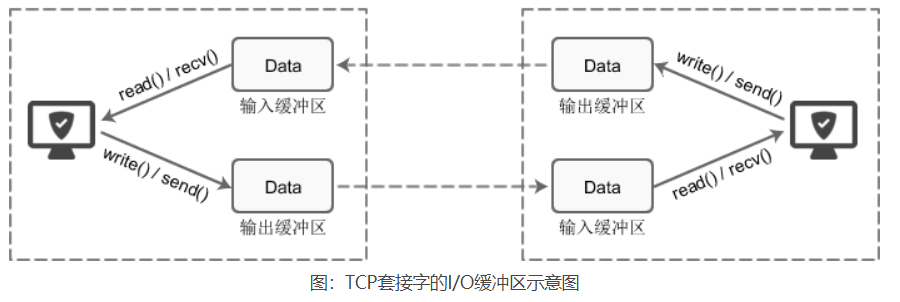 read() / recv()
Data
输入缓冲区
write() / send()
Data
输出缓冲区
Data
输出缓冲区
write() / send()
Data
输入缓冲区
read() / recv()
图：TCP套接字的I/O缓冲区示意图